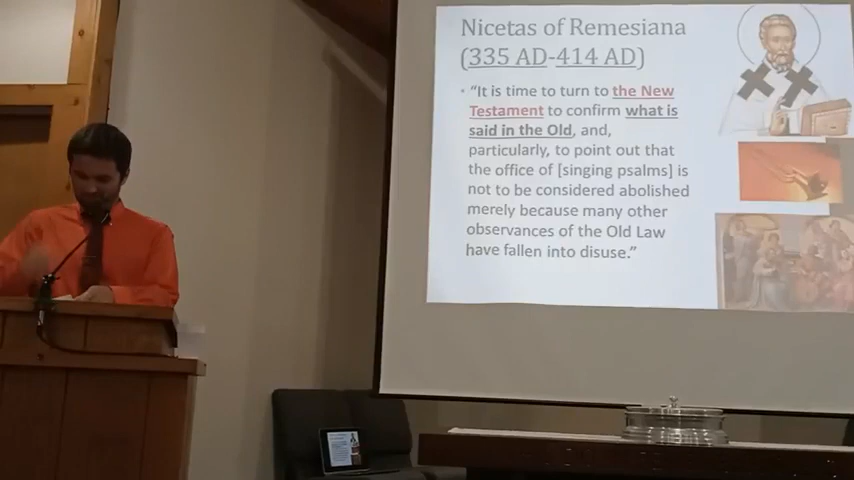 Nicetas of Remesiana
(335 AD-414 AD)
• "It is time to turn to the New
Testament to confirm what is
said in the Old, and,
particularly, to point out that
the office of [singing psalms] is
not to be considered abolished
merely because many other
observances of the Old Law
have fallen into disuse."